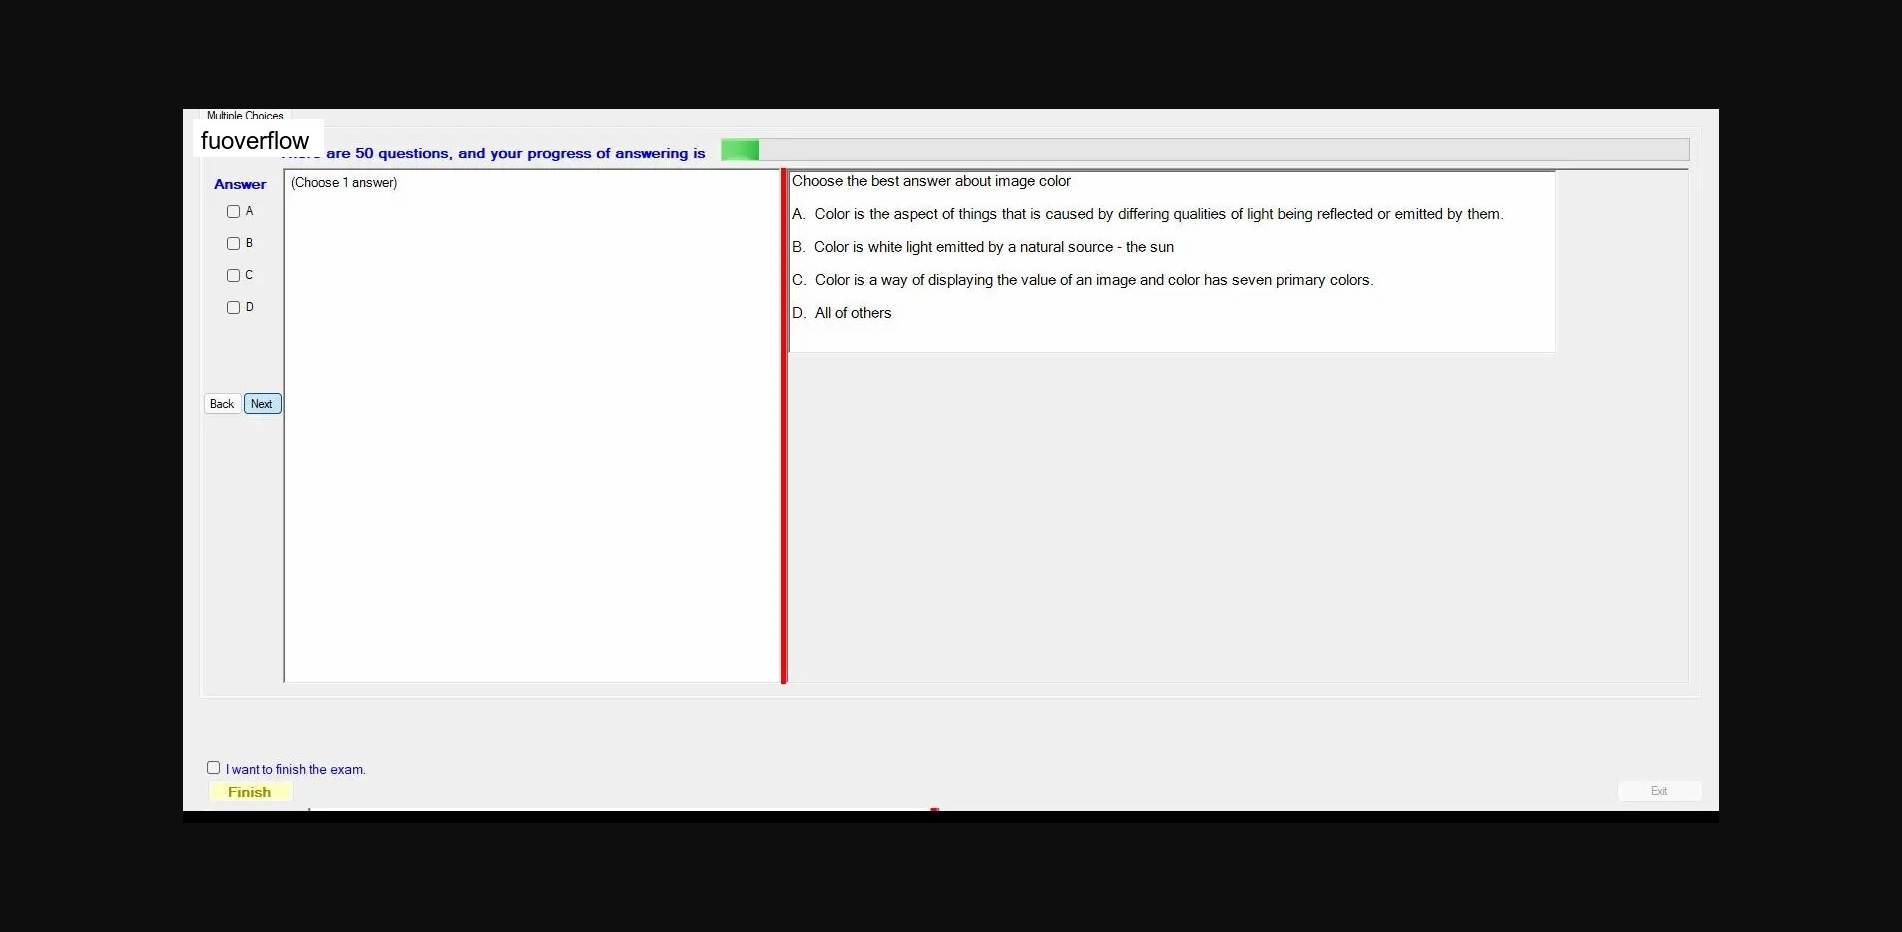 Multiple Choices
fuoverflow
are 50 questions, and your progress of answering is
Answer
(Choose 1 answer)
A
B
C
D
Back
Next
Choose the best answer about image color
A. Color is the aspect of things that is caused by differing qualities of light being reflected or emitted by them.
B. Color is white light emitted by a natural source - the sun
C. Color is a way of displaying the value of an image and color has seven primary colors.
D. All of others
I want to finish the exam.
Finish
Exit